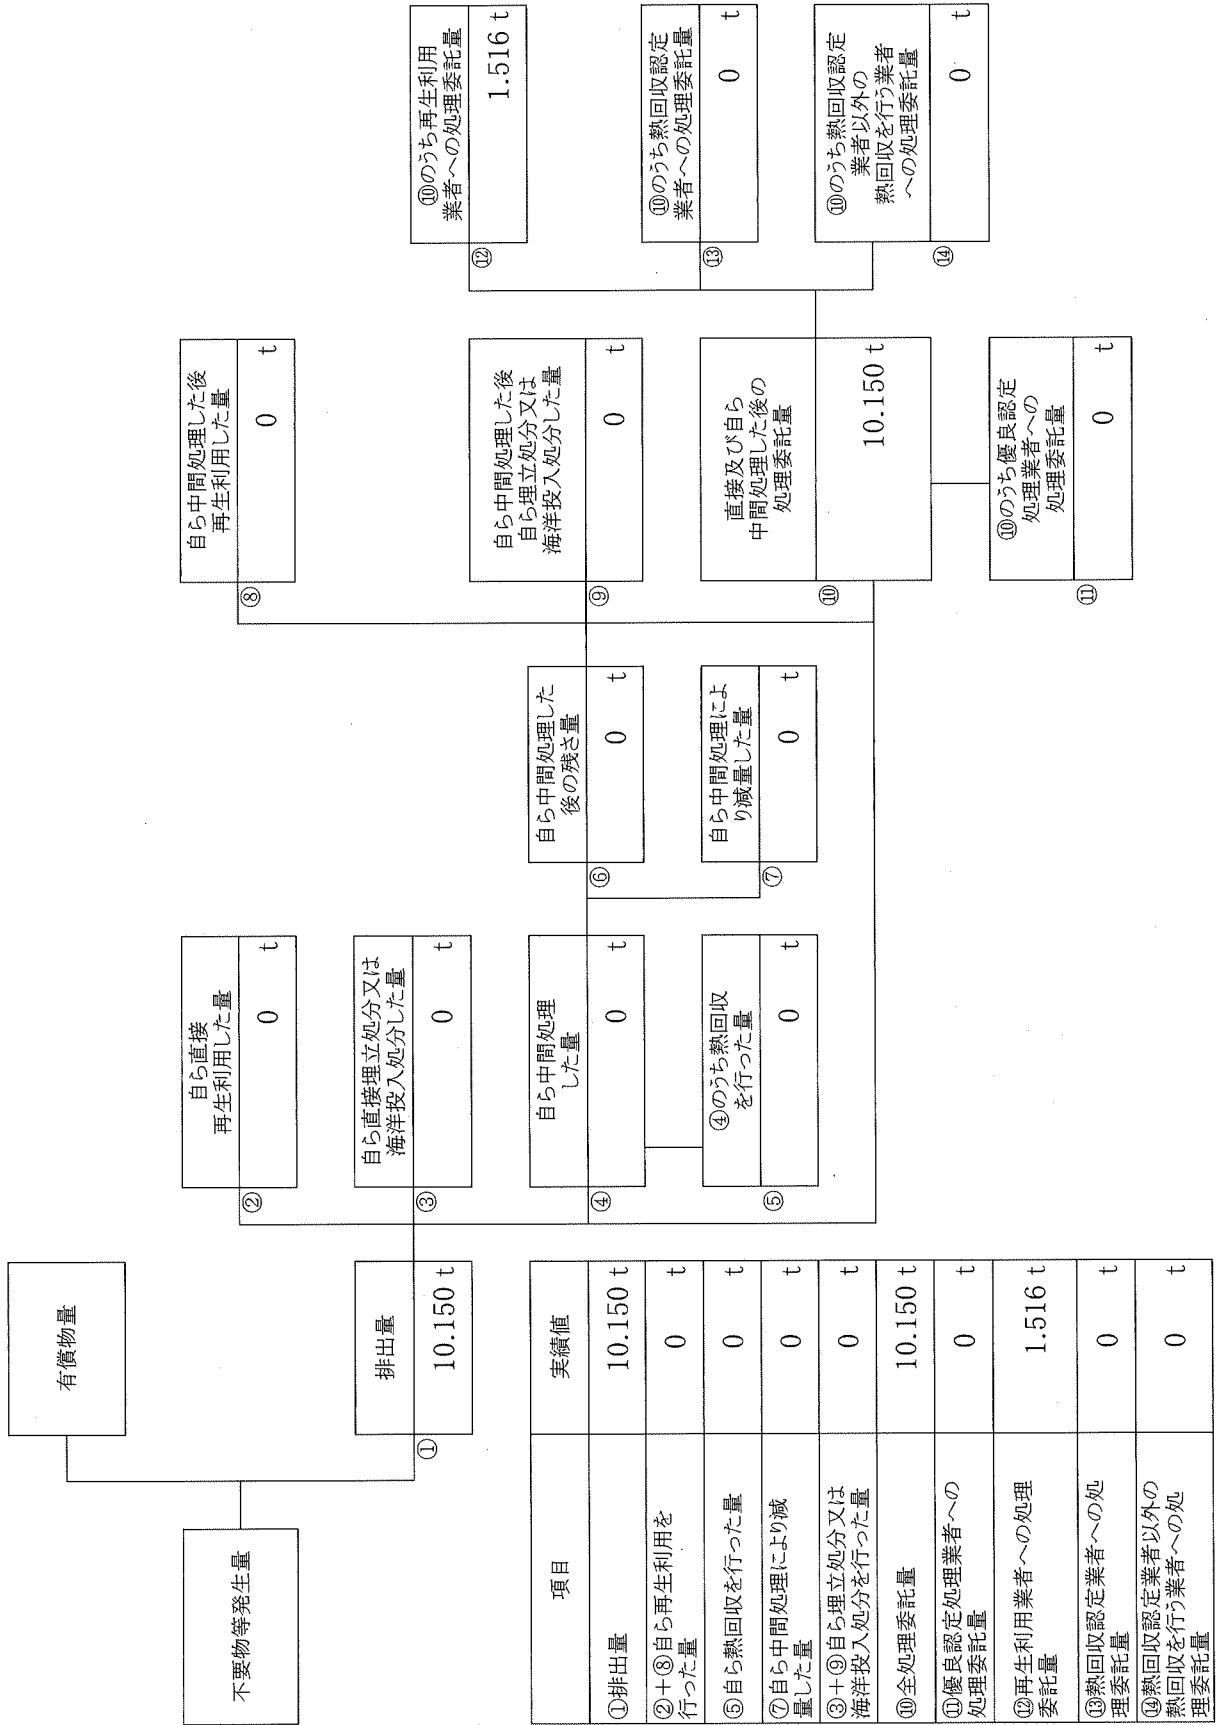 不要物等発生量
有償物量
①
排出量
10.150 t
②
自ら直接
再生利用した量
0 t
③
自ら直接埋立処分又は
海洋投入処分した量
0 t
④
自ら中間処理
した量
0 t
⑤
④のうち熱回収
を行った量
0 t
⑥
自ら中間処理した
後の残さ量
0 t
⑦
自ら中間処理によ
り減量した量
0 t
⑧
自ら中間処理した後
再生利用した量
0 t
⑨
自ら中間処理した後
自ら埋立処分又は
海洋投入処分した量
0 t
⑩
直接及び自ら
中間処理した後の
処理委託量
10.150 t
⑪
⑩のうち優良認定
処理業者への
処理委託量
0 t
⑫
⑩のうち再生利用
業者への処理委託量
1.516 t
⑬
⑩のうち熱回収認定
業者への処理委託量
0 t
⑭
⑩のうち熱回収認定
業者以外の
熱回収を行う業者
への処理委託量
0 t
項目 実績値
①排出量 10.150 t
②＋⑧自ら再生利用を
行った量 0 t
⑤自ら熱回収を行った量 0 t
⑦自ら中間処理により減
量した量 0 t
③＋⑨自ら埋立処分又は
海洋投入処分を行った量 0 t
⑩全処理委託量 10.150 t
⑪優良認定処理業者への
処理委託量 0 t
⑫再生利用業者への処理
委託量 1.516 t
⑬熱回収認定業者への処
理委託量 0 t
⑭熱回収認定業者以外の
熱回収を行う業者への処
理委託量 0 t